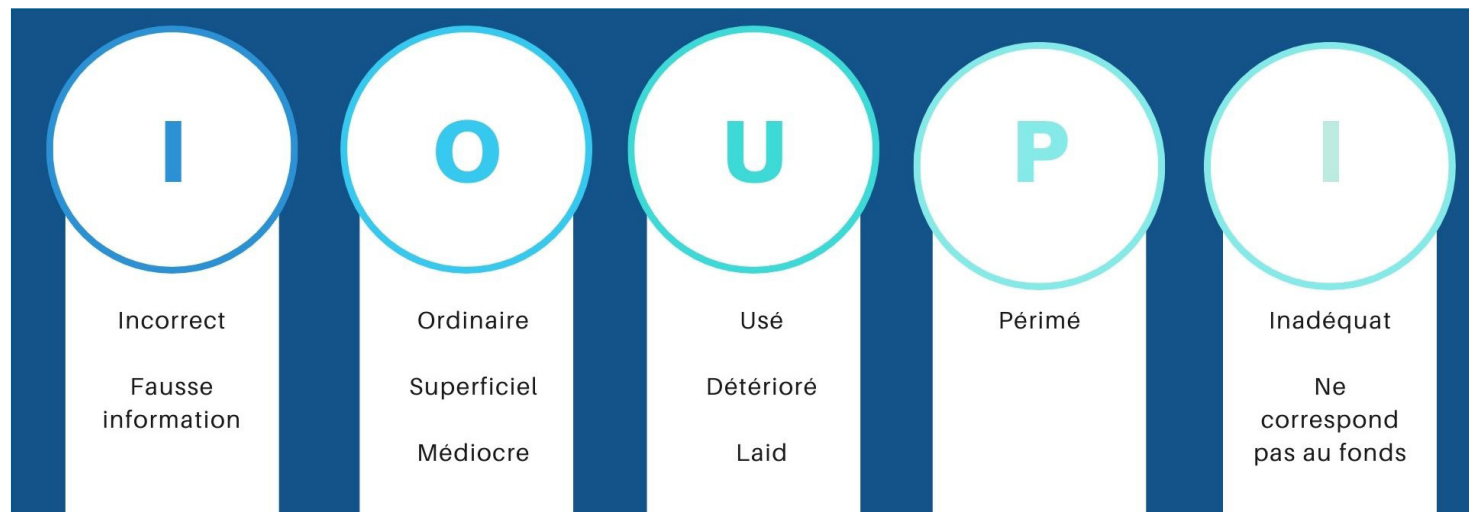 I
O
U
P
I
Incorrect
Fausse
information
Ordinaire
Superficiel
Médiocre
Usé
Détérioré
Laid
Périmé
Inadéquat
Ne
correspond
pas au fonds